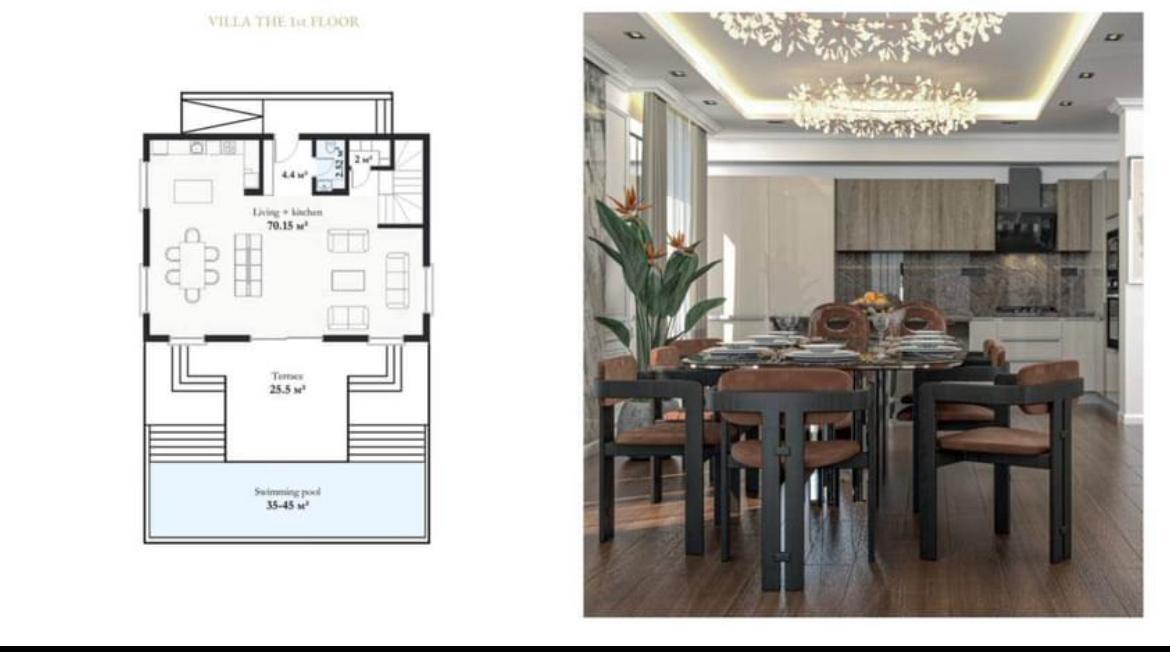 VILLA THE 1st FLOOR
4.4 м²
2.52 м²
2 м²
Living + kitchen
70.15 м²
Terrace
25.5 м²
Swimming pool
35-45 м²